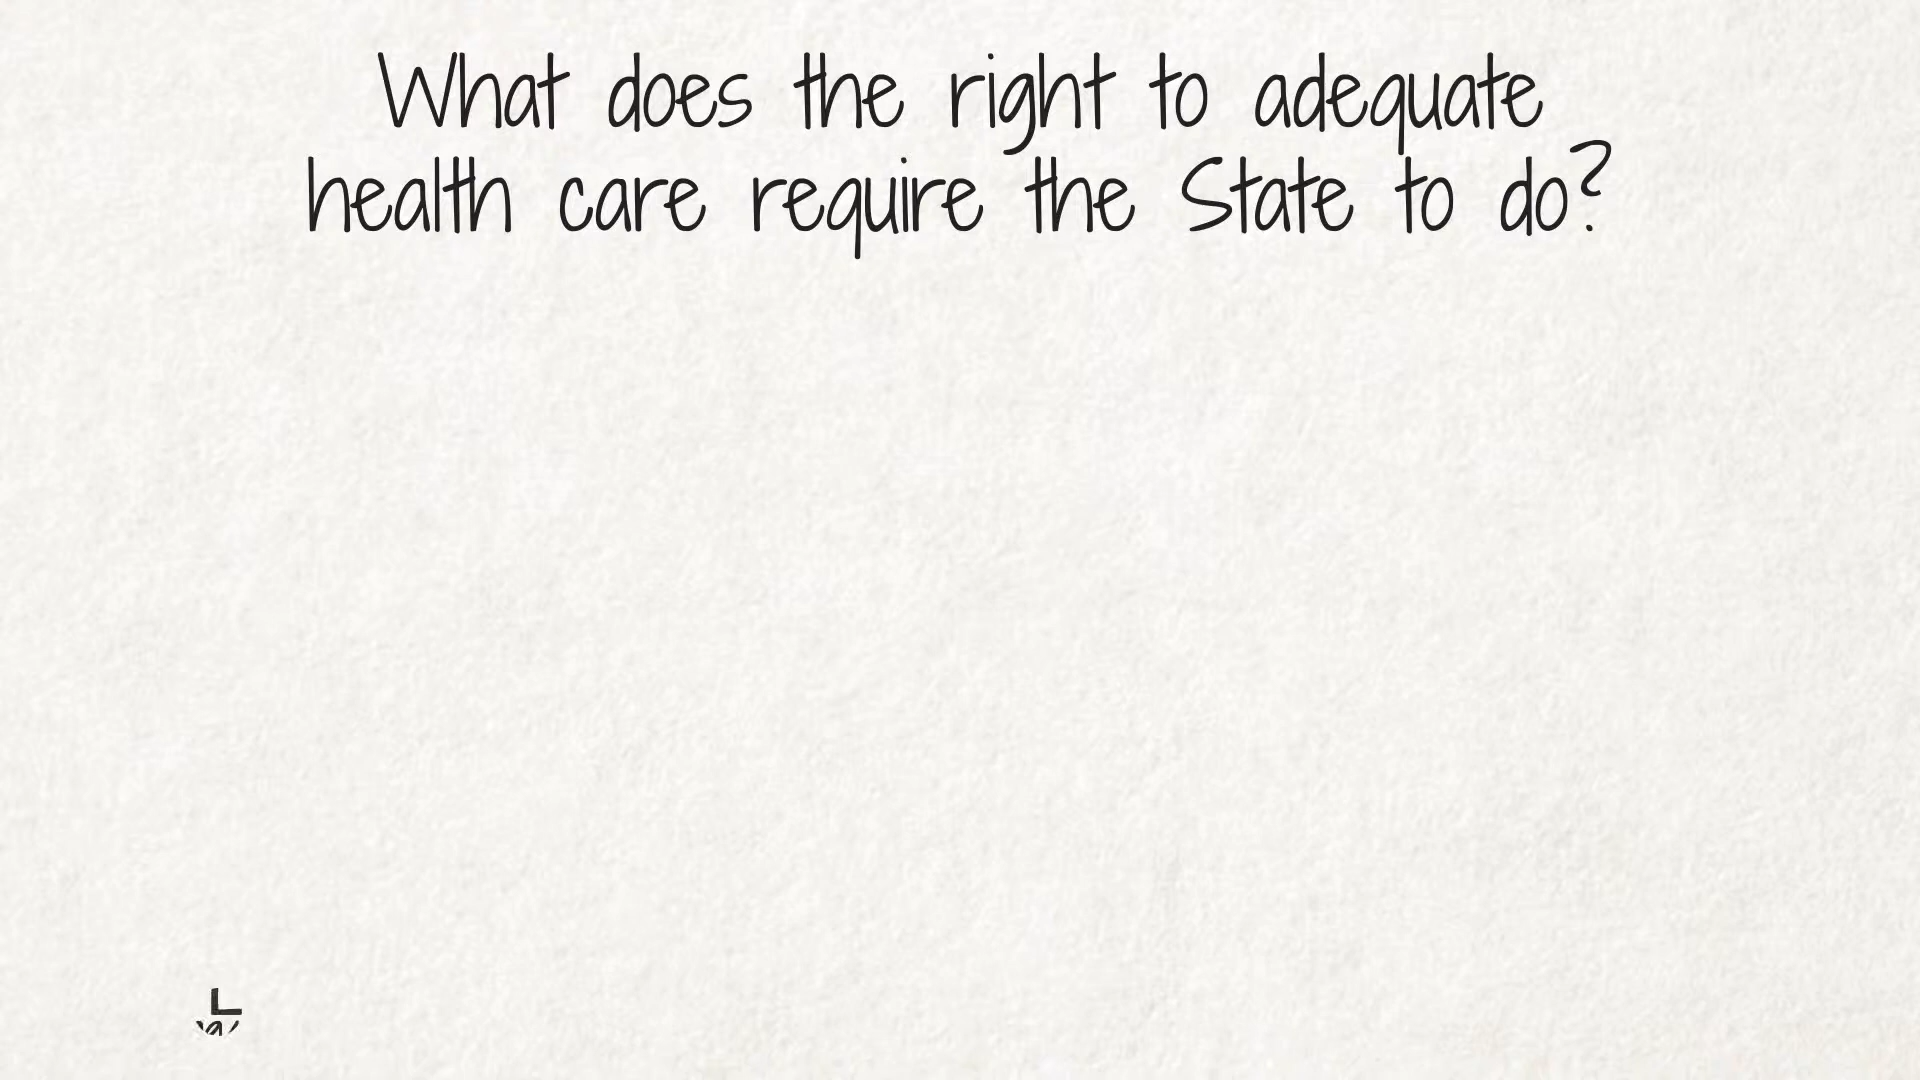 What does the right to adequate
health care require the State to do?